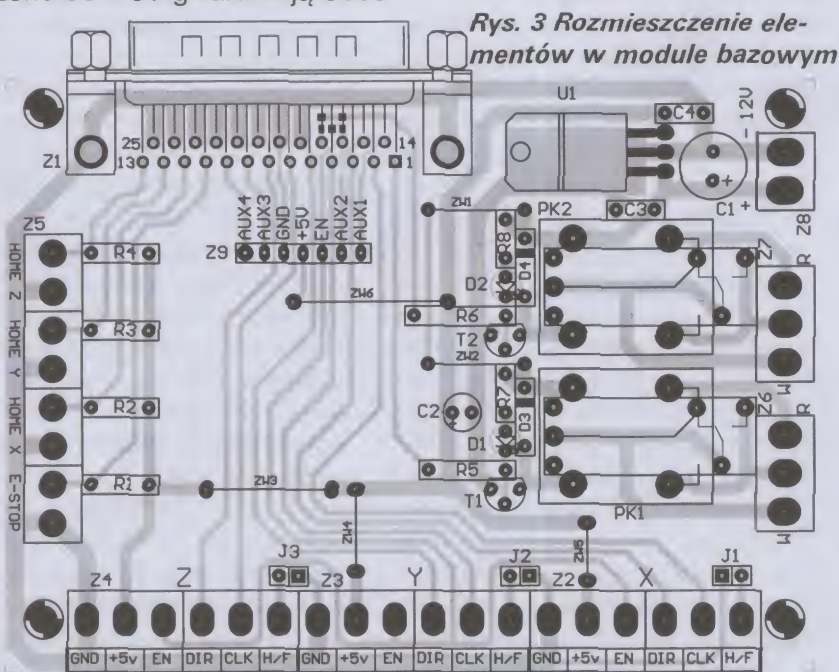 Rys. 3 Rozmieszczenie ele-
mentów w module bazowym
U1
C4
- 12V
25
14
Z1
13
1
C1 +
+
Z8
AUX4
AUX3
GND
+5V
EN
AUX2
AUX1
Z9
ZW1
PK2
C3
Z5
R8
D4
Z7
R
HOME Z
R4
D2
ZW6
R6
HOME Y
R3
T2
ZW2
M
HOME X
R2
C2
+
R7
D3
D1
Z6
R
E-STOP
R1
ZW3
R5
T1
PK1
M
ZW4
ZW5
J3
J2
J1
Z4
Z
Z3
Y
Z2
X
GND +5v EN DIR CLK H/F GND +5v EN DIR CLK H/F GND +5v EN DIR CLK H/F